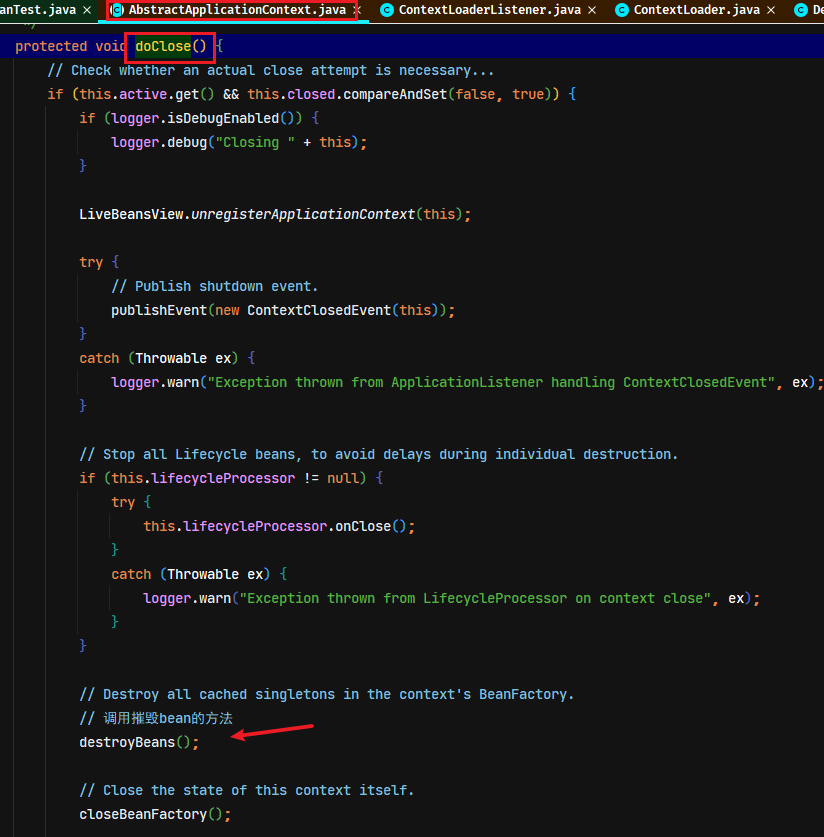 anTest.java × AbstractApplicationContext.java × ContextLoaderListener.java × ContextLoader.java × De
*/
protected void doClose() {
// Check whether an actual close attempt is necessary...
if (this.active.get() && this.closed.compareAndSet(false, true)) {
if (logger.isDebugEnabled()) {
logger.debug("Closing " + this);
}
LiveBeansView.unregisterApplicationContext(this);
try {
// Publish shutdown event.
publishEvent(new ContextClosedEvent(this));
}
catch (Throwable ex) {
logger.warn("Exception thrown from ApplicationListener handling ContextClosedEvent", ex);
}
// Stop all Lifecycle beans, to avoid delays during individual destruction.
if (this.lifecycleProcessor != null) {
try {
this.lifecycleProcessor.onClose();
}
catch (Throwable ex) {
logger.warn("Exception thrown from LifecycleProcessor on context close", ex);
}
}
// Destroy all cached singletons in the context's BeanFactory.
// 调用摧毁bean的方法
destroyBeans();
// Close the state of this context itself.
closeBeanFactory();